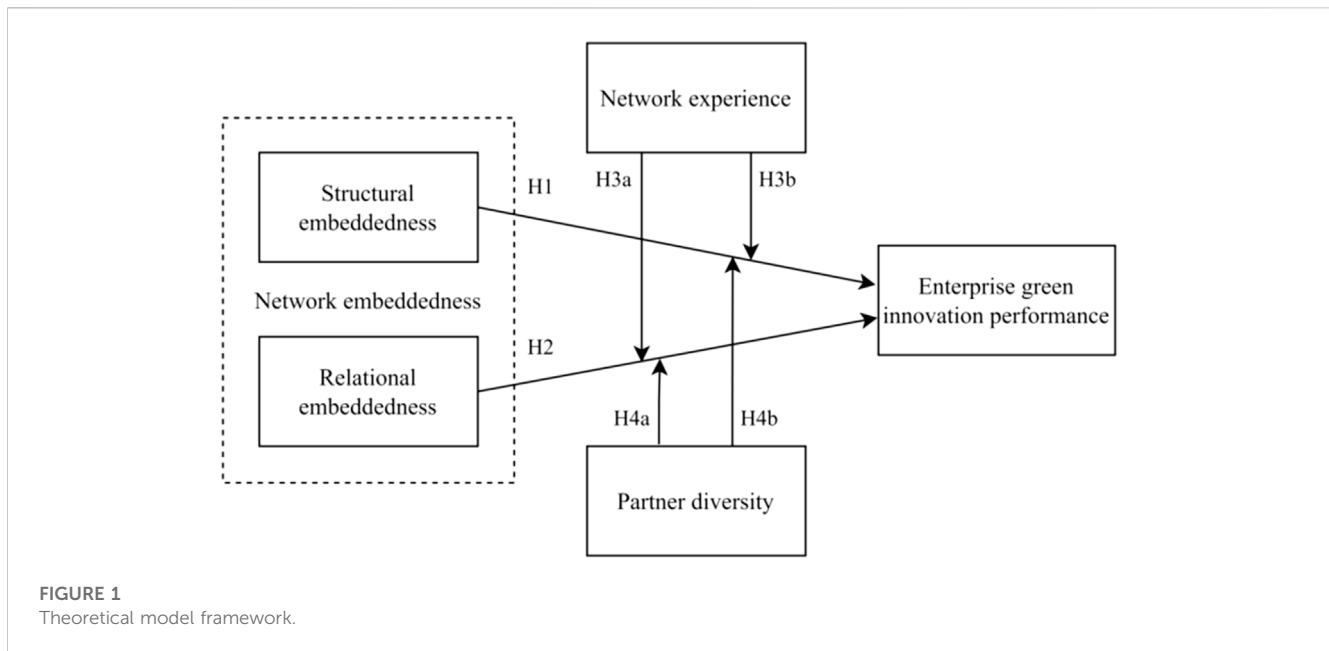 Network experience
Structural
embeddedness
H1
H3a
H3b
Network embeddedness
Enterprise green
innovation performance
H2
Relational
embeddedness
H4a
H4b
Partner diversity
FIGURE 1
Theoretical model framework.